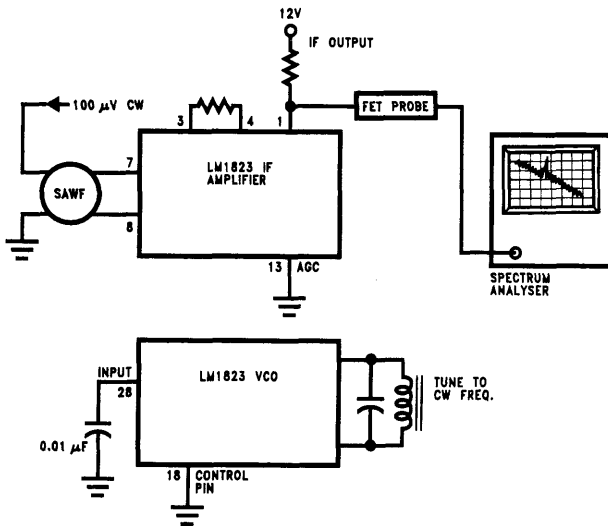 12V
IF OUTPUT
100 μV CW
3
4
1
FET PROBE
7
LM1823 IF
AMPLIFIER
SAWF
8
13 AGC
SPECTRUM
ANALYSER
INPUT
28
LM1823 VCO
TUNE TO
CW FREQ.
0.01 μF
18 CONTROL
PIN